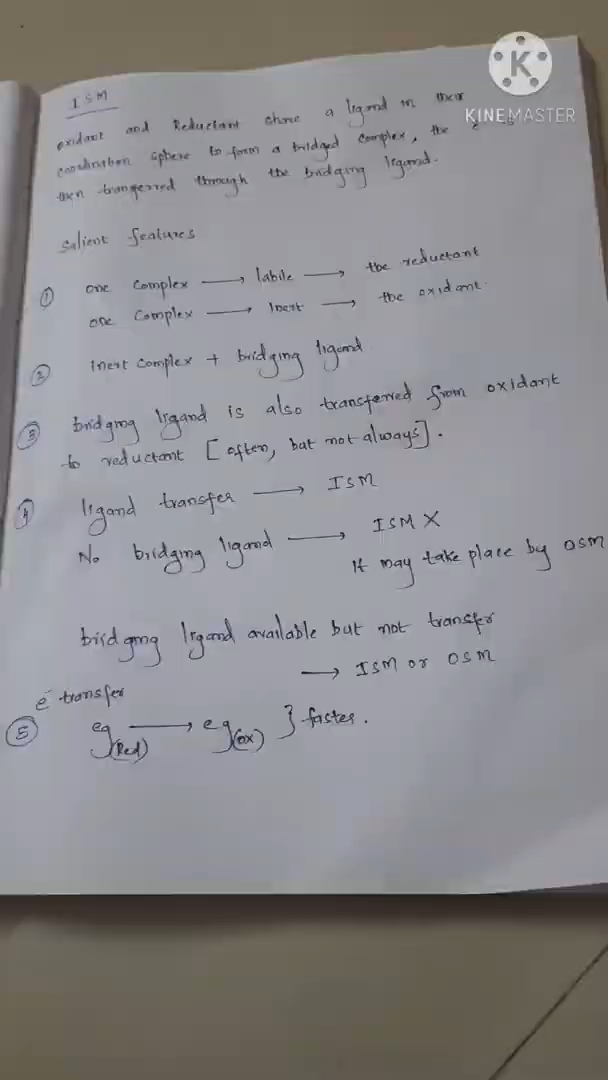 K
KINEMASTER
ISM
oxidant and Reductant share a ligand in their
coordination sphere to form a bridged complex, the
then transferred through the bridging ligand.
Salient features
① one complex → labile → the reductant
one complex → Inert → the oxidant.
② inert complex + bridging ligand
③ bridging ligand is also transferred from oxidant
to reductant [often, but not always].
④ ligand transfer → ISM
No bridging ligand → ISM X
It may take place by OSM
bridging ligand available but not transfer
→ ISM or OSM
e⁻ transfer
⑤ eg(Red) → eg(ox) } faster.